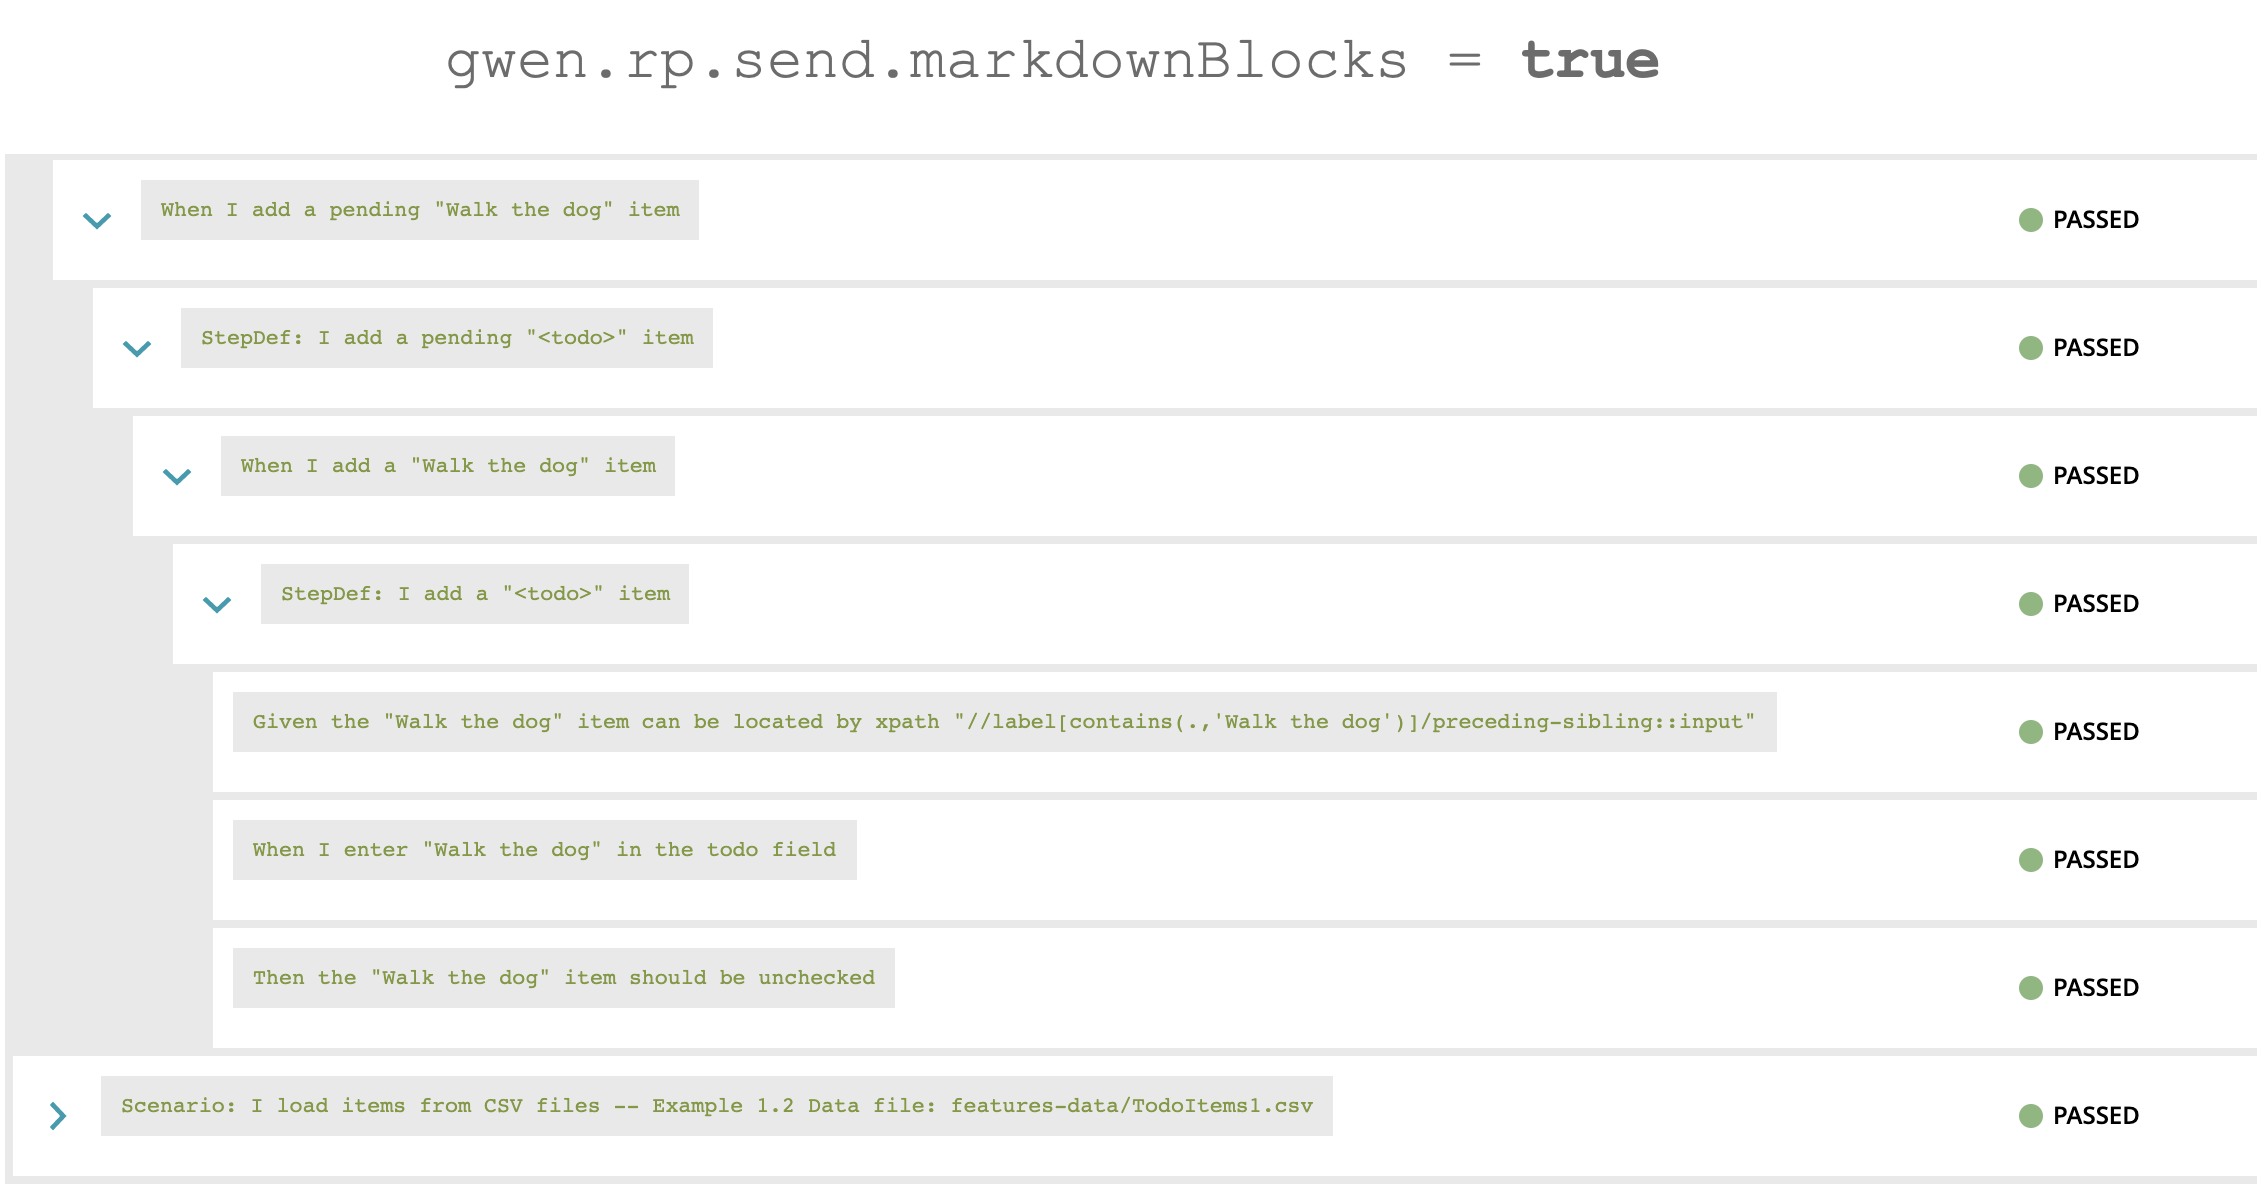 gwen.rp.send.markdownBlocks = true
When I add a pending "Walk the dog" item
PASSED
StepDef: I add a pending "<todo>" item
PASSED
When I add a "Walk the dog" item
PASSED
StepDef: I add a "<todo>" item
PASSED
Given the "Walk the dog" item can be located by xpath "//label[contains(.,'Walk the dog')]/preceding-sibling::input"
PASSED
When I enter "Walk the dog" in the todo field
PASSED
Then the "Walk the dog" item should be unchecked
PASSED
Scenario: I load items from CSV files -- Example 1.2 Data file: features-data/TodoItems1.csv
PASSED